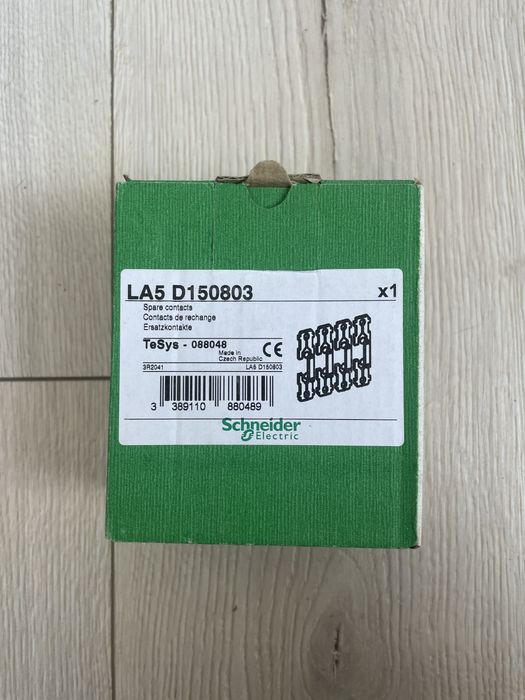 LA5 D150803 x1
Spare contacts
Contacts de rechange
Ersatzkontakte
TeSys - 088048
Made in
Czech Republic
CE
3R2041 LA5 D150803
3 389110 880489
Schneider
Electric